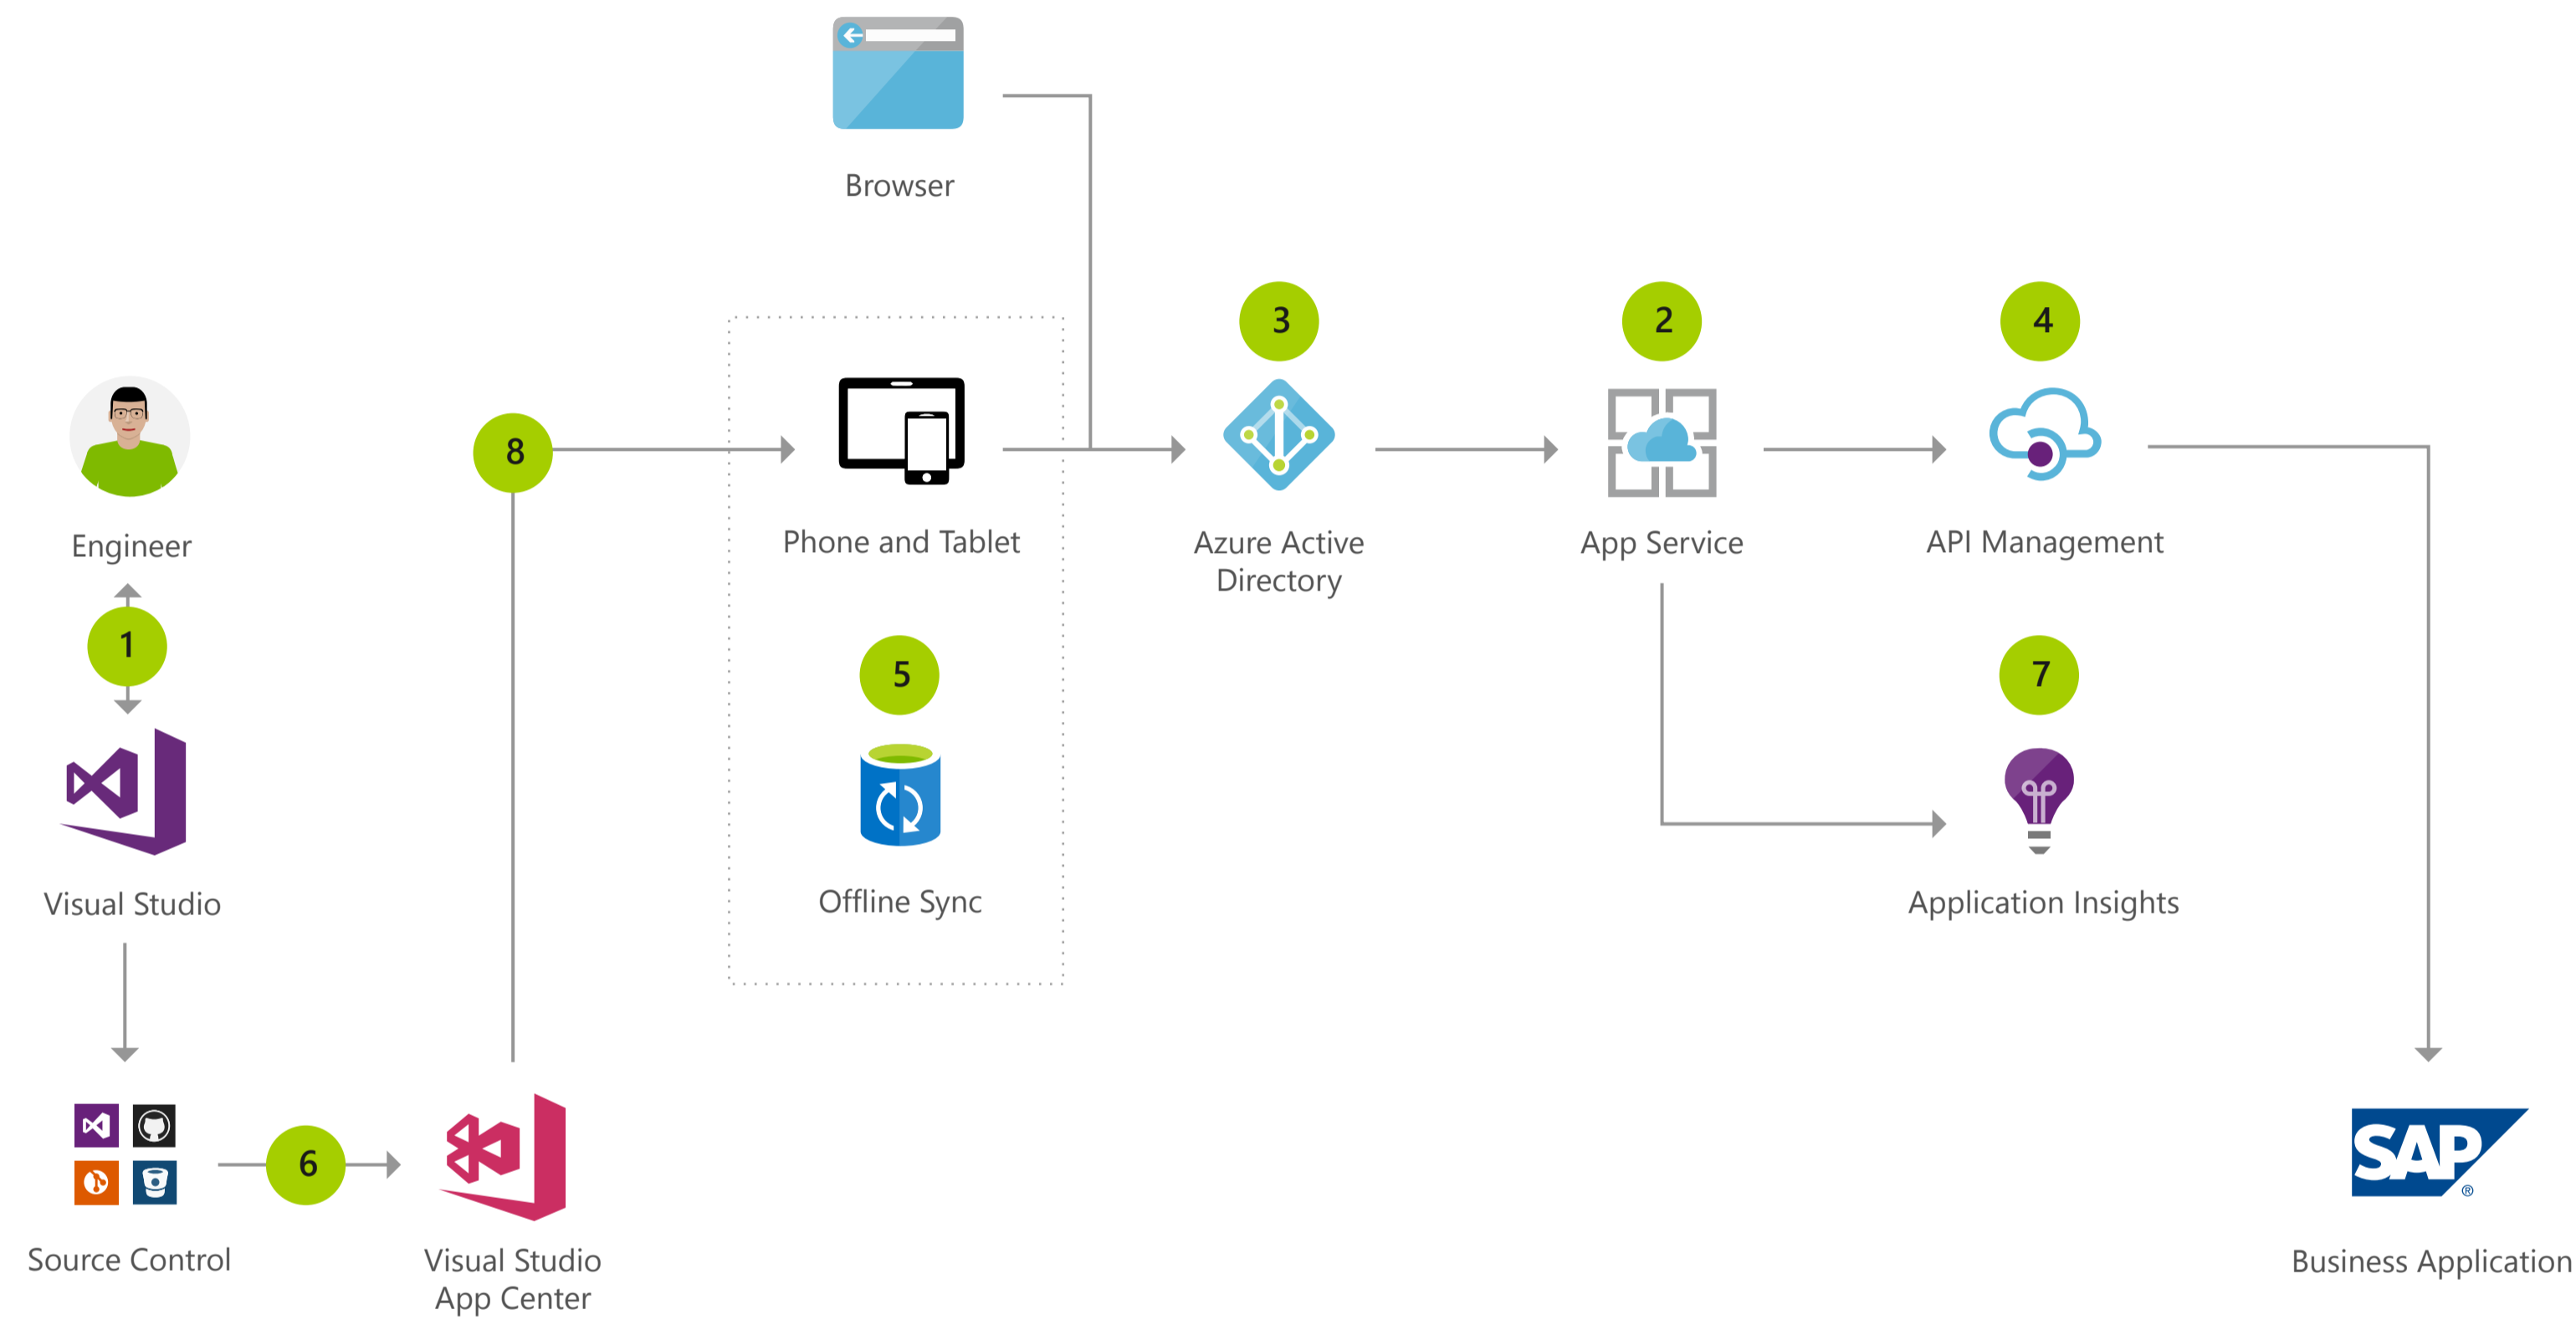 Browser
3
2
4
8
Engineer
Phone and Tablet
Azure Active
Directory
App Service
API Management
1
5
7
Visual Studio
Offline Sync
Application Insights
6
SAP
®
Source Control
Visual Studio
App Center
Business Application